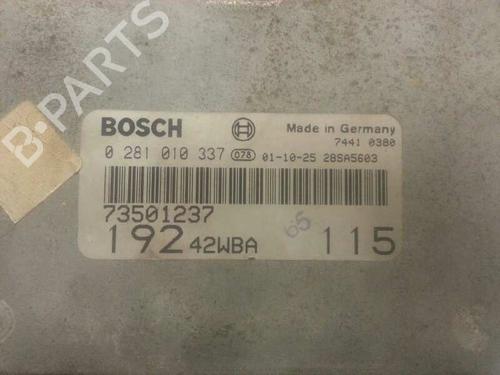 B-PARTS
BOSCH
Made in Germany
7441 0380
0 281 010 337 078 01-10-25 28SA5603
73501237
65
192 42WBA 115